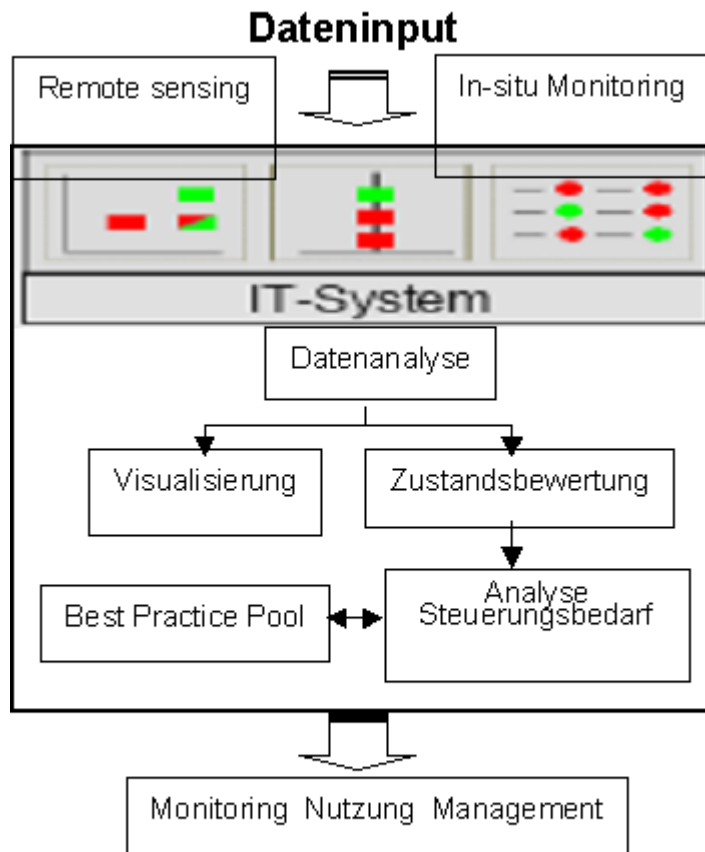 Dateninput
Remote sensing
In-situ Monitoring
IT-System
Datenanalyse
Visualisierung
Zustandsbewertung
Best Practice Pool
Analyse
Steuerungsbedarf
Monitoring Nutzung Management